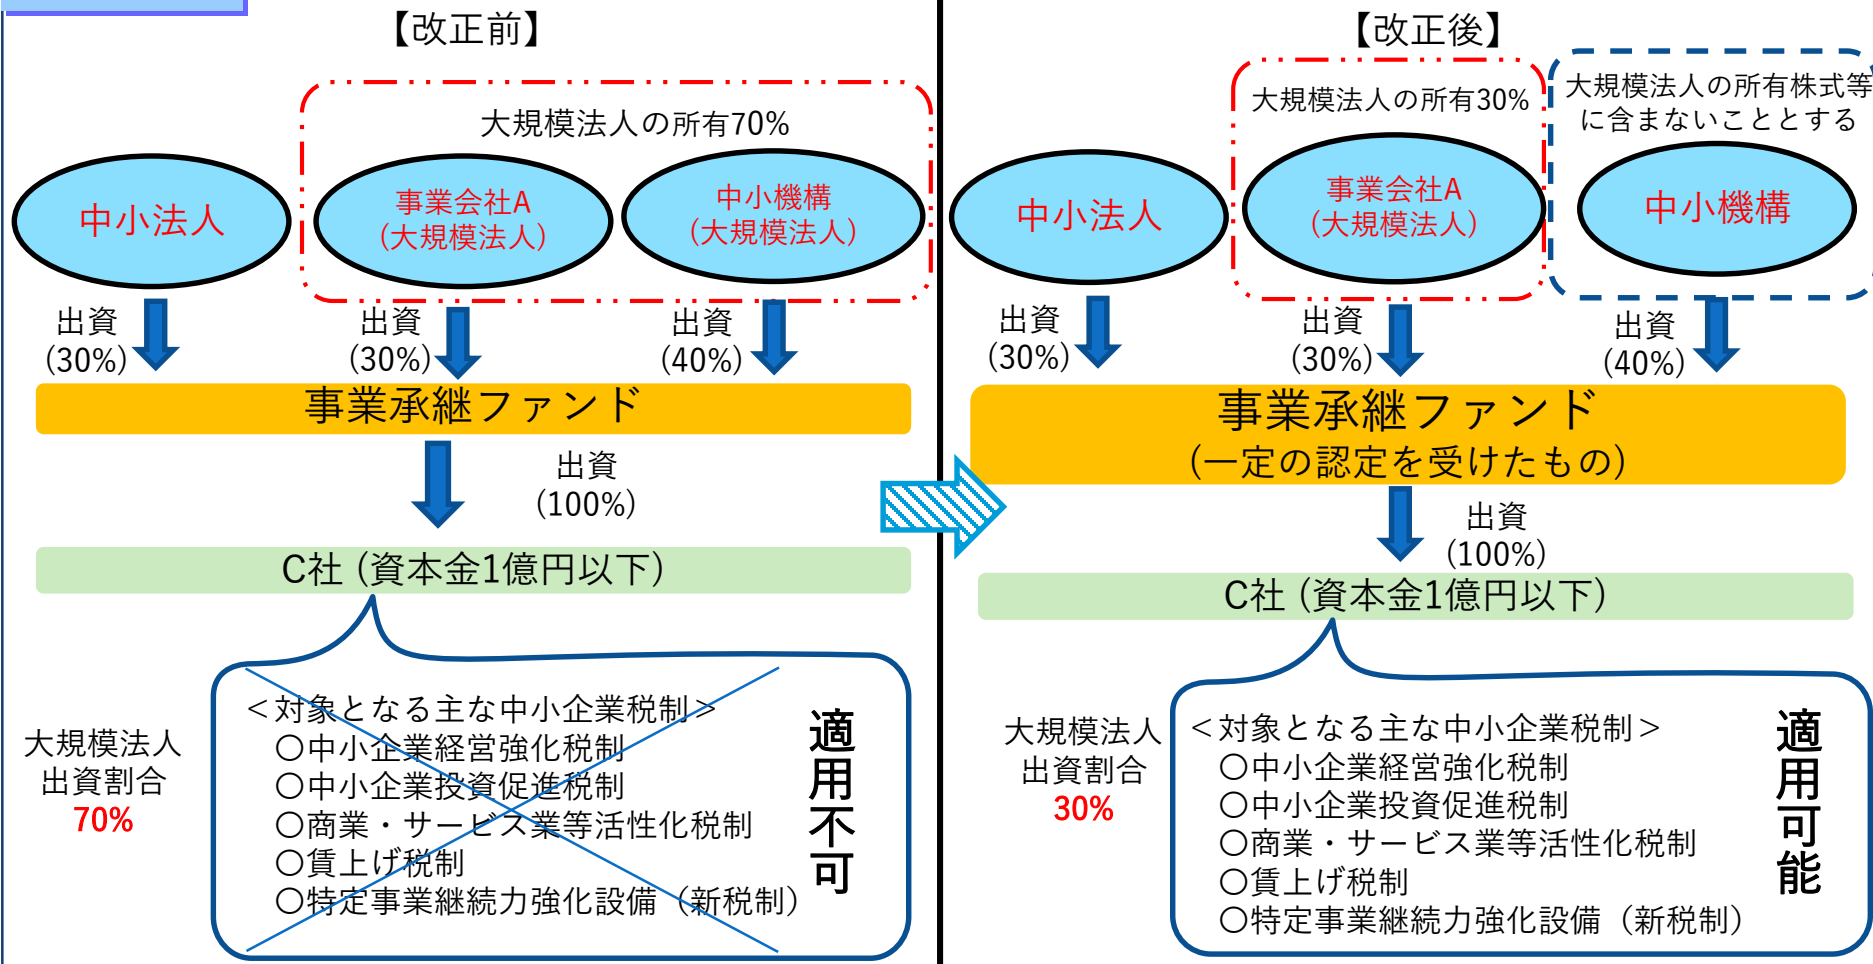 【改正前】
大規模法人の所有70%
中小法人
事業会社A
(大規模法人)
中小機構
(大規模法人)
出資
(30%)
出資
(30%)
出資
(40%)
事業承継ファンド
出資
(100%)
C社 (資本金1億円以下)
大規模法人
出資割合
70%
＜対象となる主な中小企業税制＞
〇中小企業経営強化税制
〇中小企業投資促進税制
〇商業・サービス業等活性化税制
〇賃上げ税制
〇特定事業継続力強化設備（新税制）
適用不可
【改正後】
大規模法人の所有30%
大規模法人の所有株式等
に含まないこととする
中小法人
事業会社A
(大規模法人)
中小機構
出資
(30%)
出資
(30%)
出資
(40%)
事業承継ファンド
(一定の認定を受けたもの)
出資
(100%)
C社 (資本金1億円以下)
大規模法人
出資割合
30%
＜対象となる主な中小企業税制＞
〇中小企業経営強化税制
〇中小企業投資促進税制
〇商業・サービス業等活性化税制
〇賃上げ税制
〇特定事業継続力強化設備（新税制）
適用可能